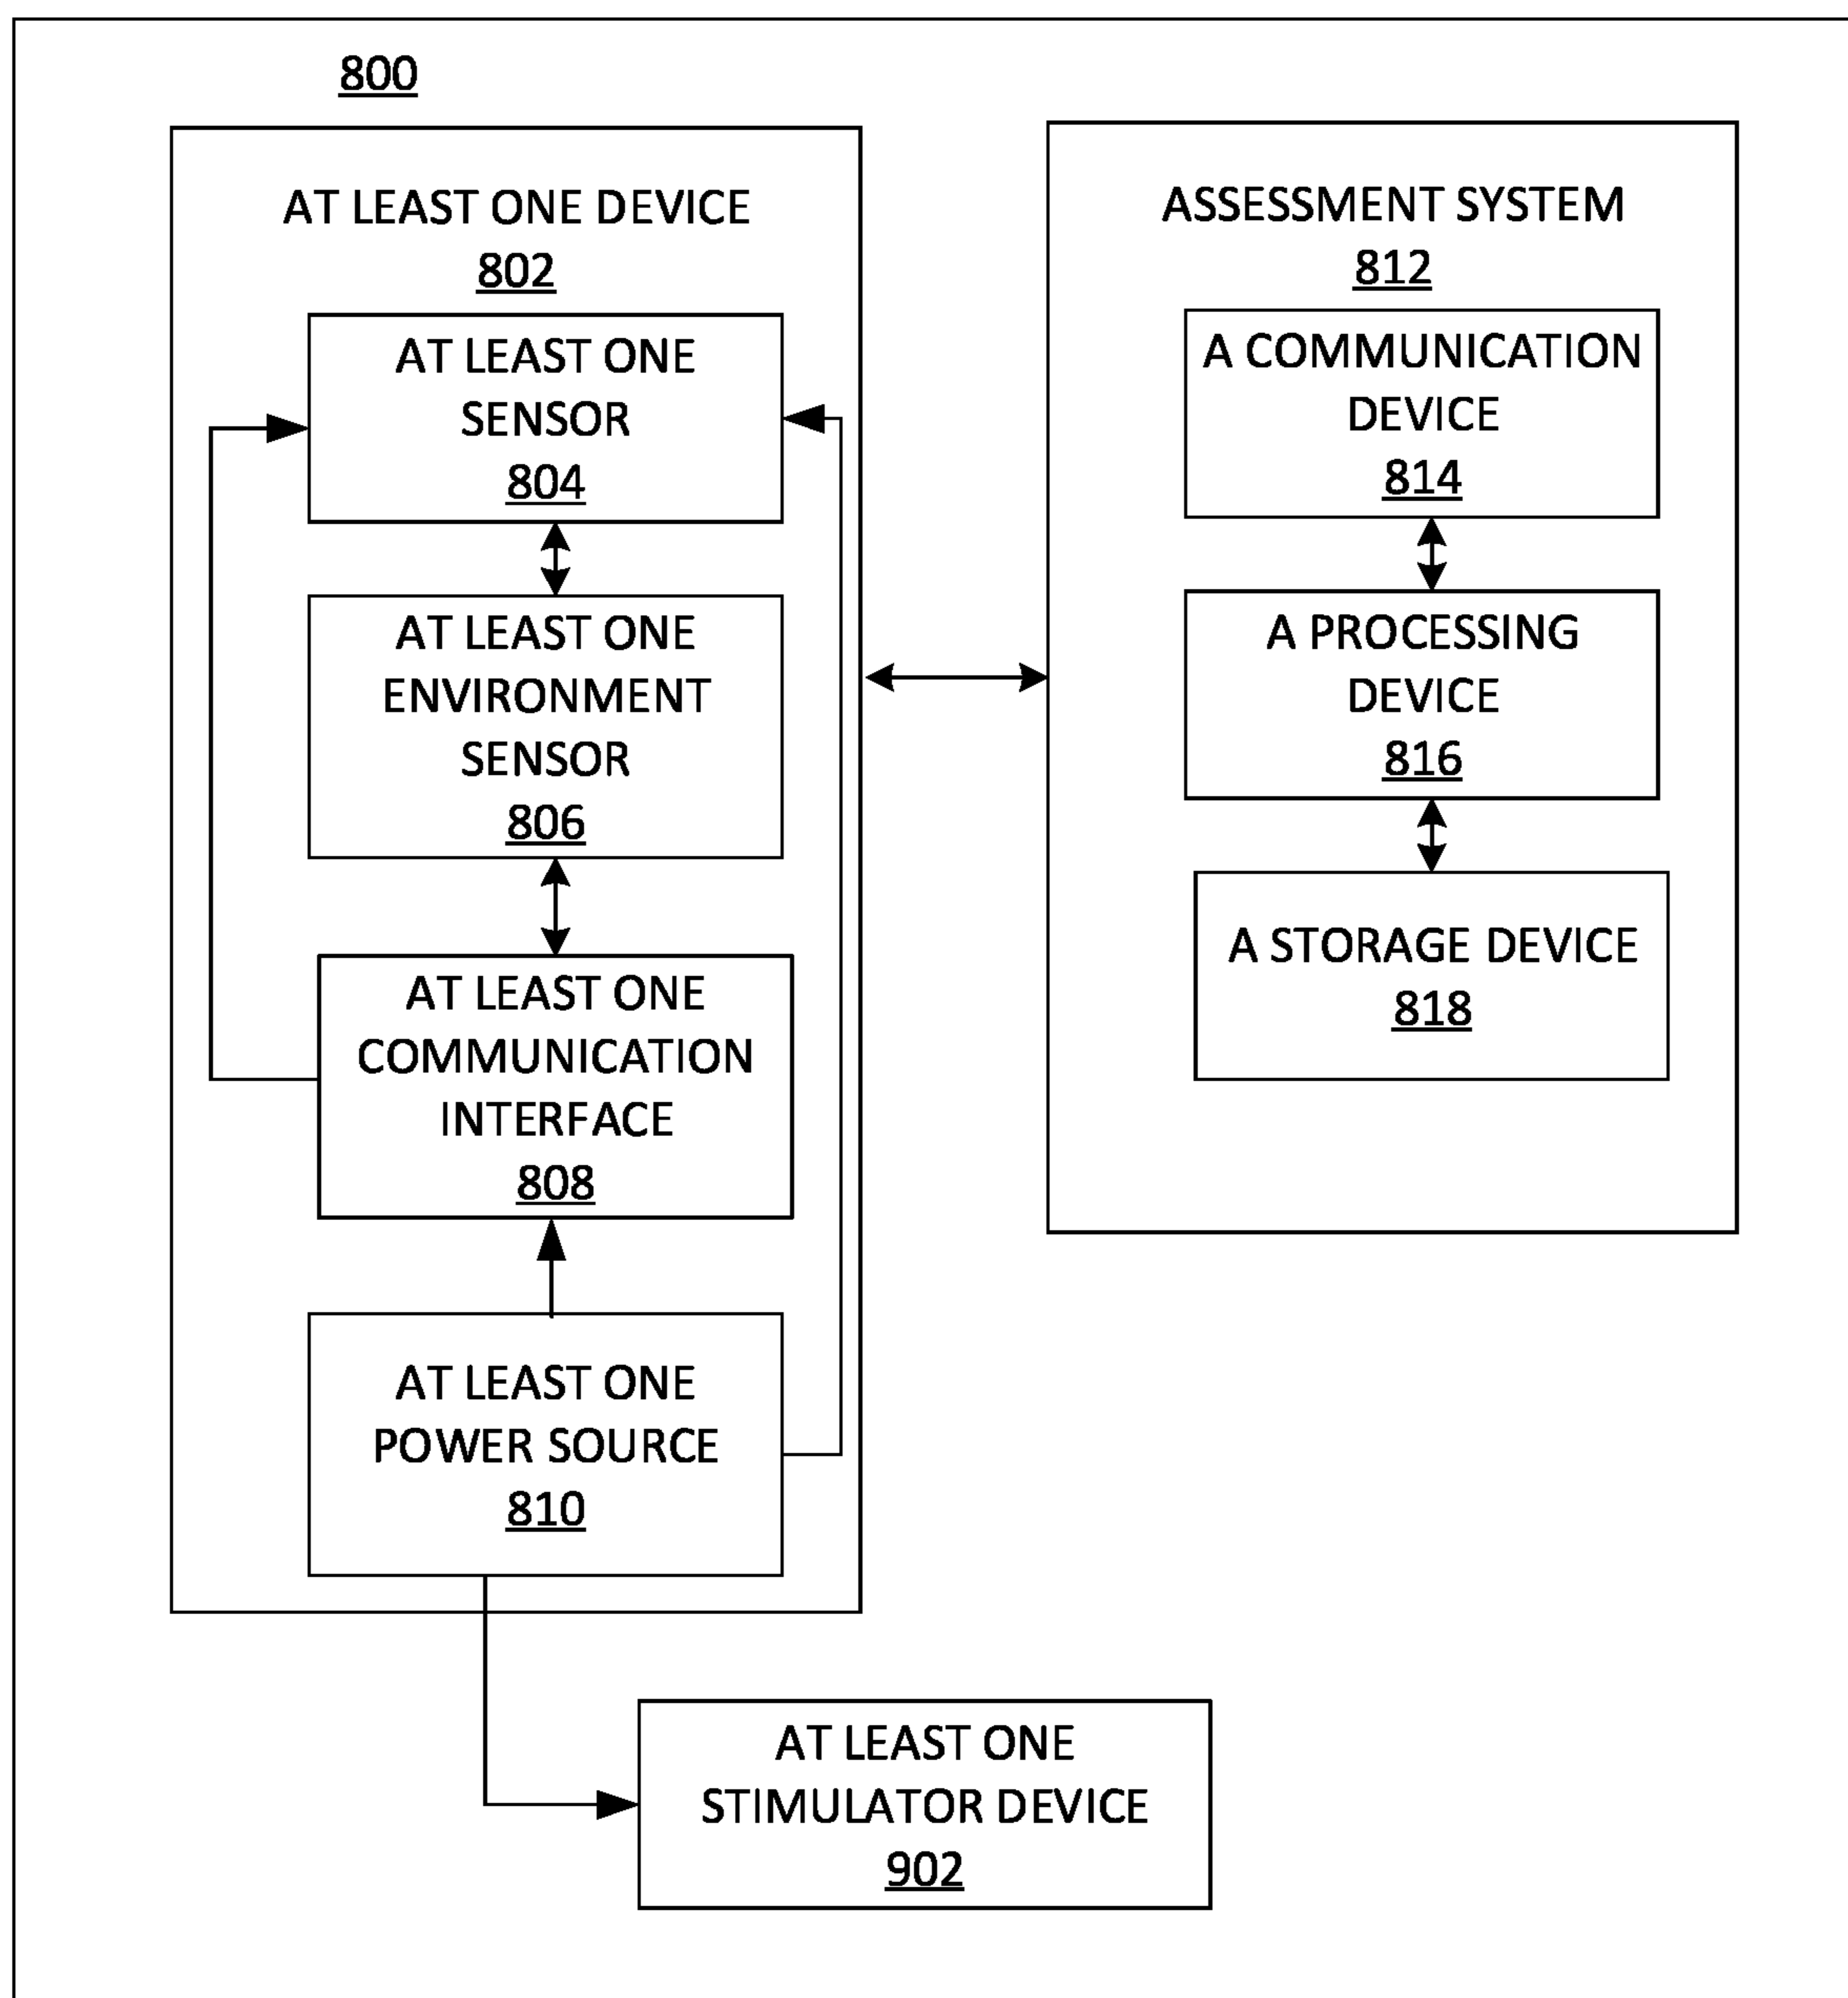 800
AT LEAST ONE DEVICE
802
AT LEAST ONE
SENSOR
804
AT LEAST ONE
ENVIRONMENT
SENSOR
806
AT LEAST ONE
COMMUNICATION
INTERFACE
808
AT LEAST ONE
POWER SOURCE
810
ASSESSMENT SYSTEM
812
A COMMUNICATION
DEVICE
814
A PROCESSING
DEVICE
816
A STORAGE DEVICE
818
AT LEAST ONE
STIMULATOR DEVICE
902